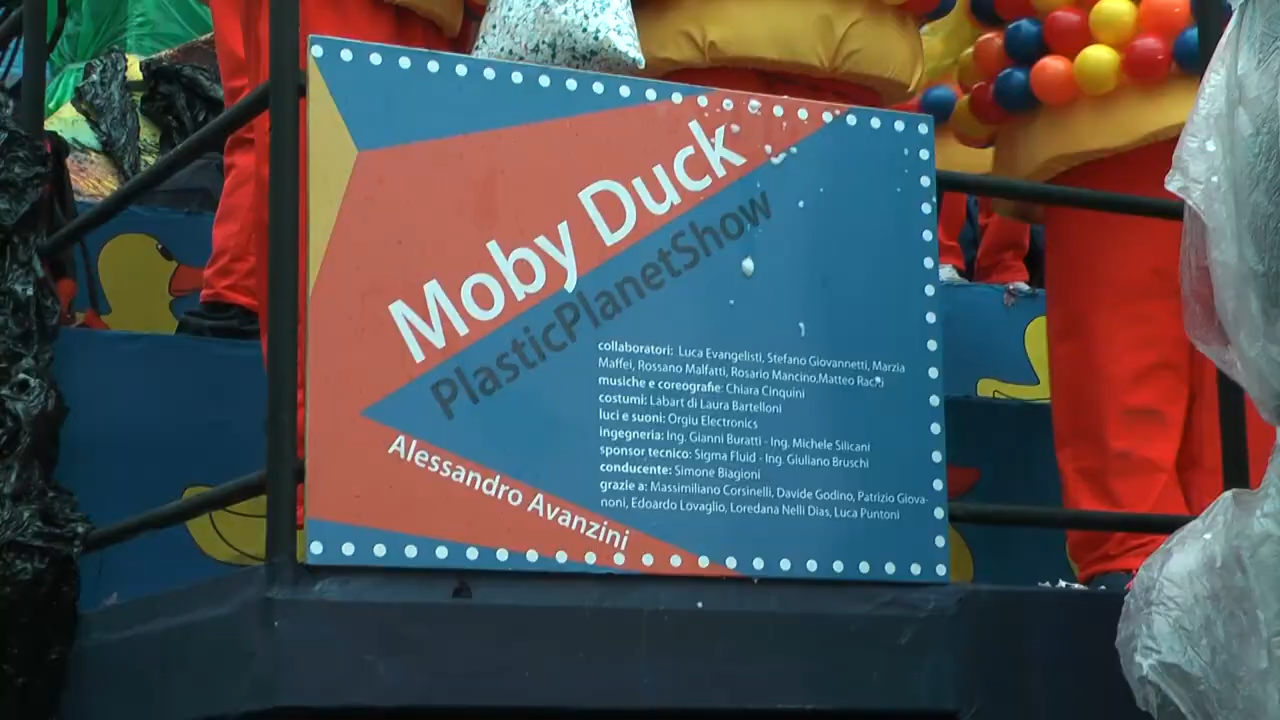 Moby Duck
PlasticPlanetShow
collaboratori: Luca Evangelisti, Stefano Giovannetti, Marzia
Maffei, Rossano Malfatti, Rosario Mancino,Matteo Racñi
musiche e coreografie: Chiara Cinquini
costumi: Labart di Laura Bartelloni
luci e suoni: Orgiu Electronics
Ingegneria: Ing. Gianni Buratti - Ing. Michele Silicani
sponsor tecnico: Sigma Fluid - Ing. Giuliano Bruschi
conducente: Simone Biagioni
grazie a: Massimiliano Corsinelli, Davide Godino, Patrizio Giova-
noni, Edoardo Lovaglio, Loredana Nelli Dias, Luca Puntoni
Alessandro Avanzini